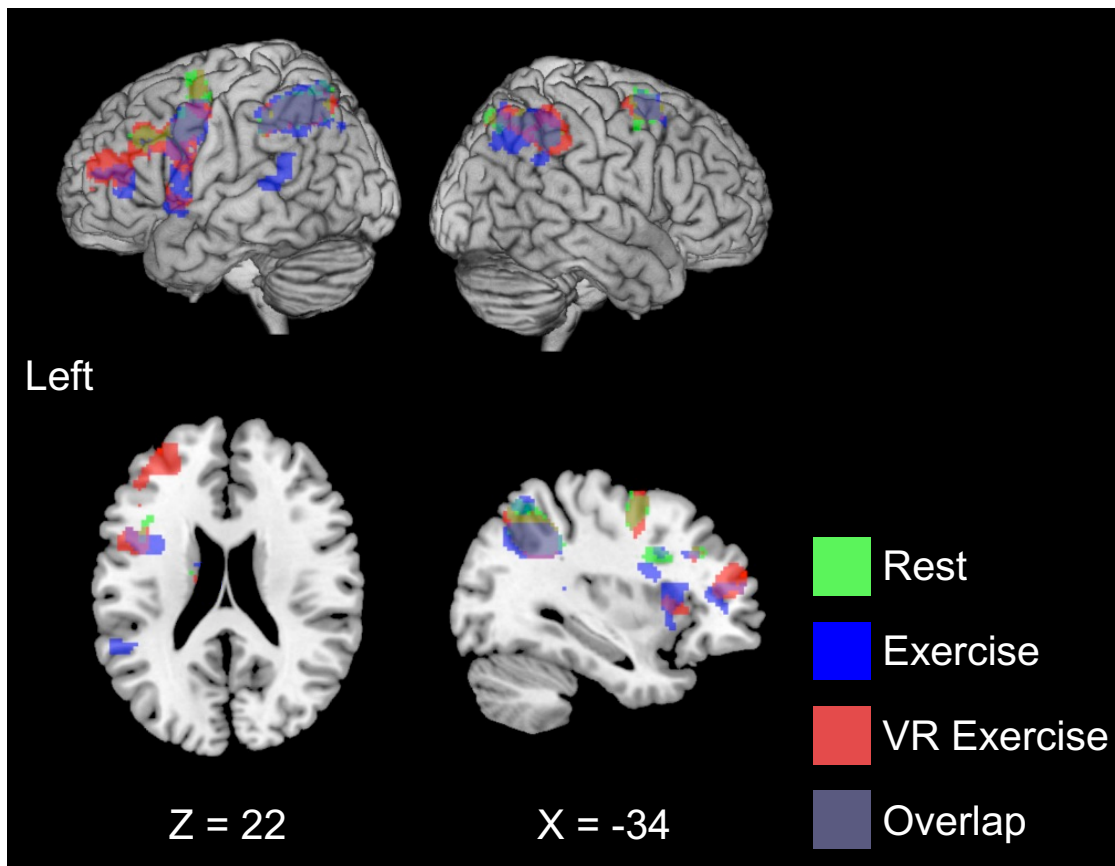 Left
Z = 22
X = -34
Rest
Exercise
VR Exercise
Overlap